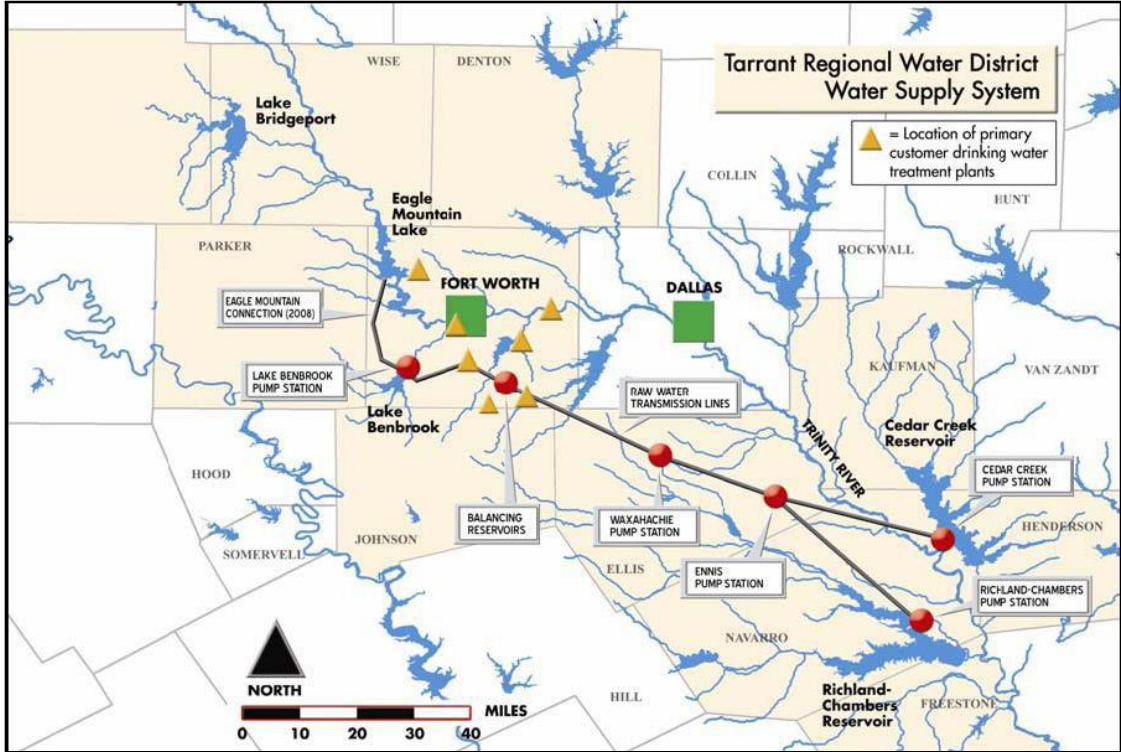 Tarrant Regional Water District
Water Supply System
= Location of primary
customer drinking water
treatment plants
WISE
DENTON
Lake
Bridgeport
COLLIN
HUNT
Eagle
Mountain
Lake
PARKER
ROCKWALL
FORT WORTH
DALLAS
EAGLE MOUNTAIN
CONNECTION (2008)
KAUFMAN
VAN ZANDT
LAKE BENBROOK
PUMP STATION
RAW WATER
TRANSMISSION LINES
Lake
Benbrook
TRINITY RIVER
Cedar Creek
Reservoir
CEDAR CREEK
PUMP STATION
HOOD
BALANCING
RESERVOIRS
WAXAHACHIE
PUMP STATION
HENDERSON
JOHNSON
SOMERVELL
ELLIS
ENNIS
PUMP STATION
RICHLAND-CHAMBERS
PUMP STATION
NAVARRO
NORTH
HILL
Richland-
Chambers
Reservoir
FREESTONE
MILES
0 10 20 30 40